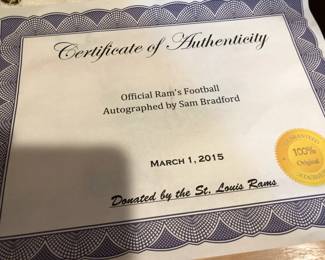 Certificate of Authenticity
Official Ram's Football
Autographed by Sam Bradford
MARCH 1, 2015
100%
Original
Donated by the St. Louis Rams